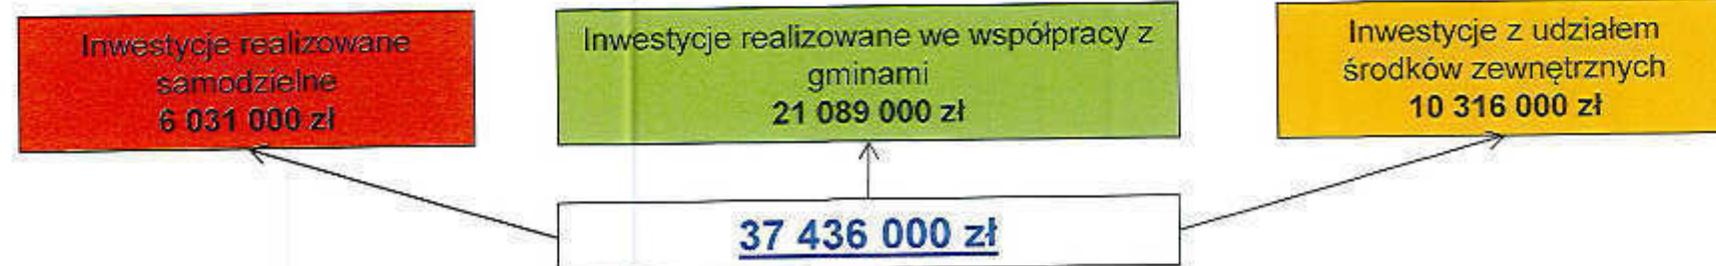 Inwestycje realizowane
samodzielne
6 031 000 zł
Inwestycje realizowane we współpracy z
gminami
21 089 000 zł
Inwestycje z udziałem
środków zewnętrznych
10 316 000 zł
37 436 000 zł